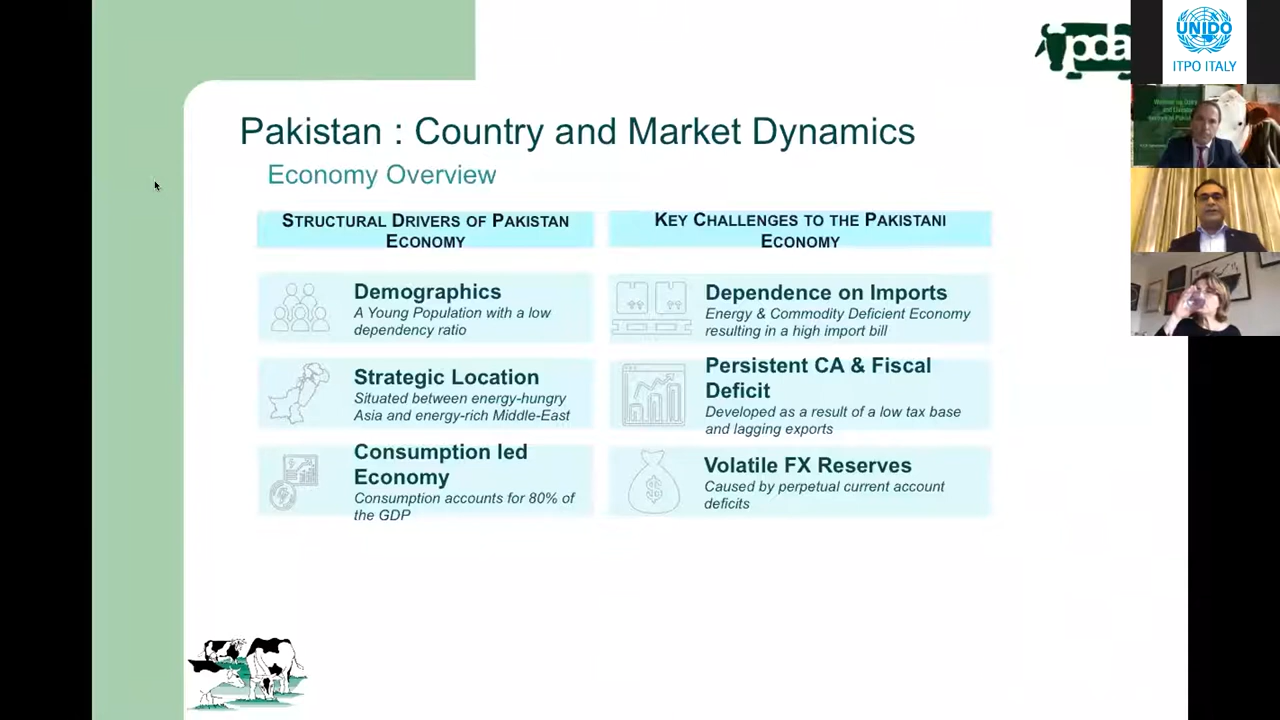 pda
UNIDO
ITPO ITALY
Pakistan : Country and Market Dynamics
Economy Overview
STRUCTURAL DRIVERS OF PAKISTAN
ECONOMY
Demographics
A Young Population with a low
dependency ratio
Strategic Location
Situated between energy-hungry
Asia and energy-rich Middle-East
Consumption led
Economy
Consumption accounts for 80% of
the GDP
KEY CHALLENGES TO THE PAKISTANI
ECONOMY
Dependence on Imports
Energy & Commodity Deficient Economy
resulting in a high import bill
Persistent CA & Fiscal
Deficit
Developed as a result of a low tax base
and lagging exports
Volatile FX Reserves
Caused by perpetual current account
deficits